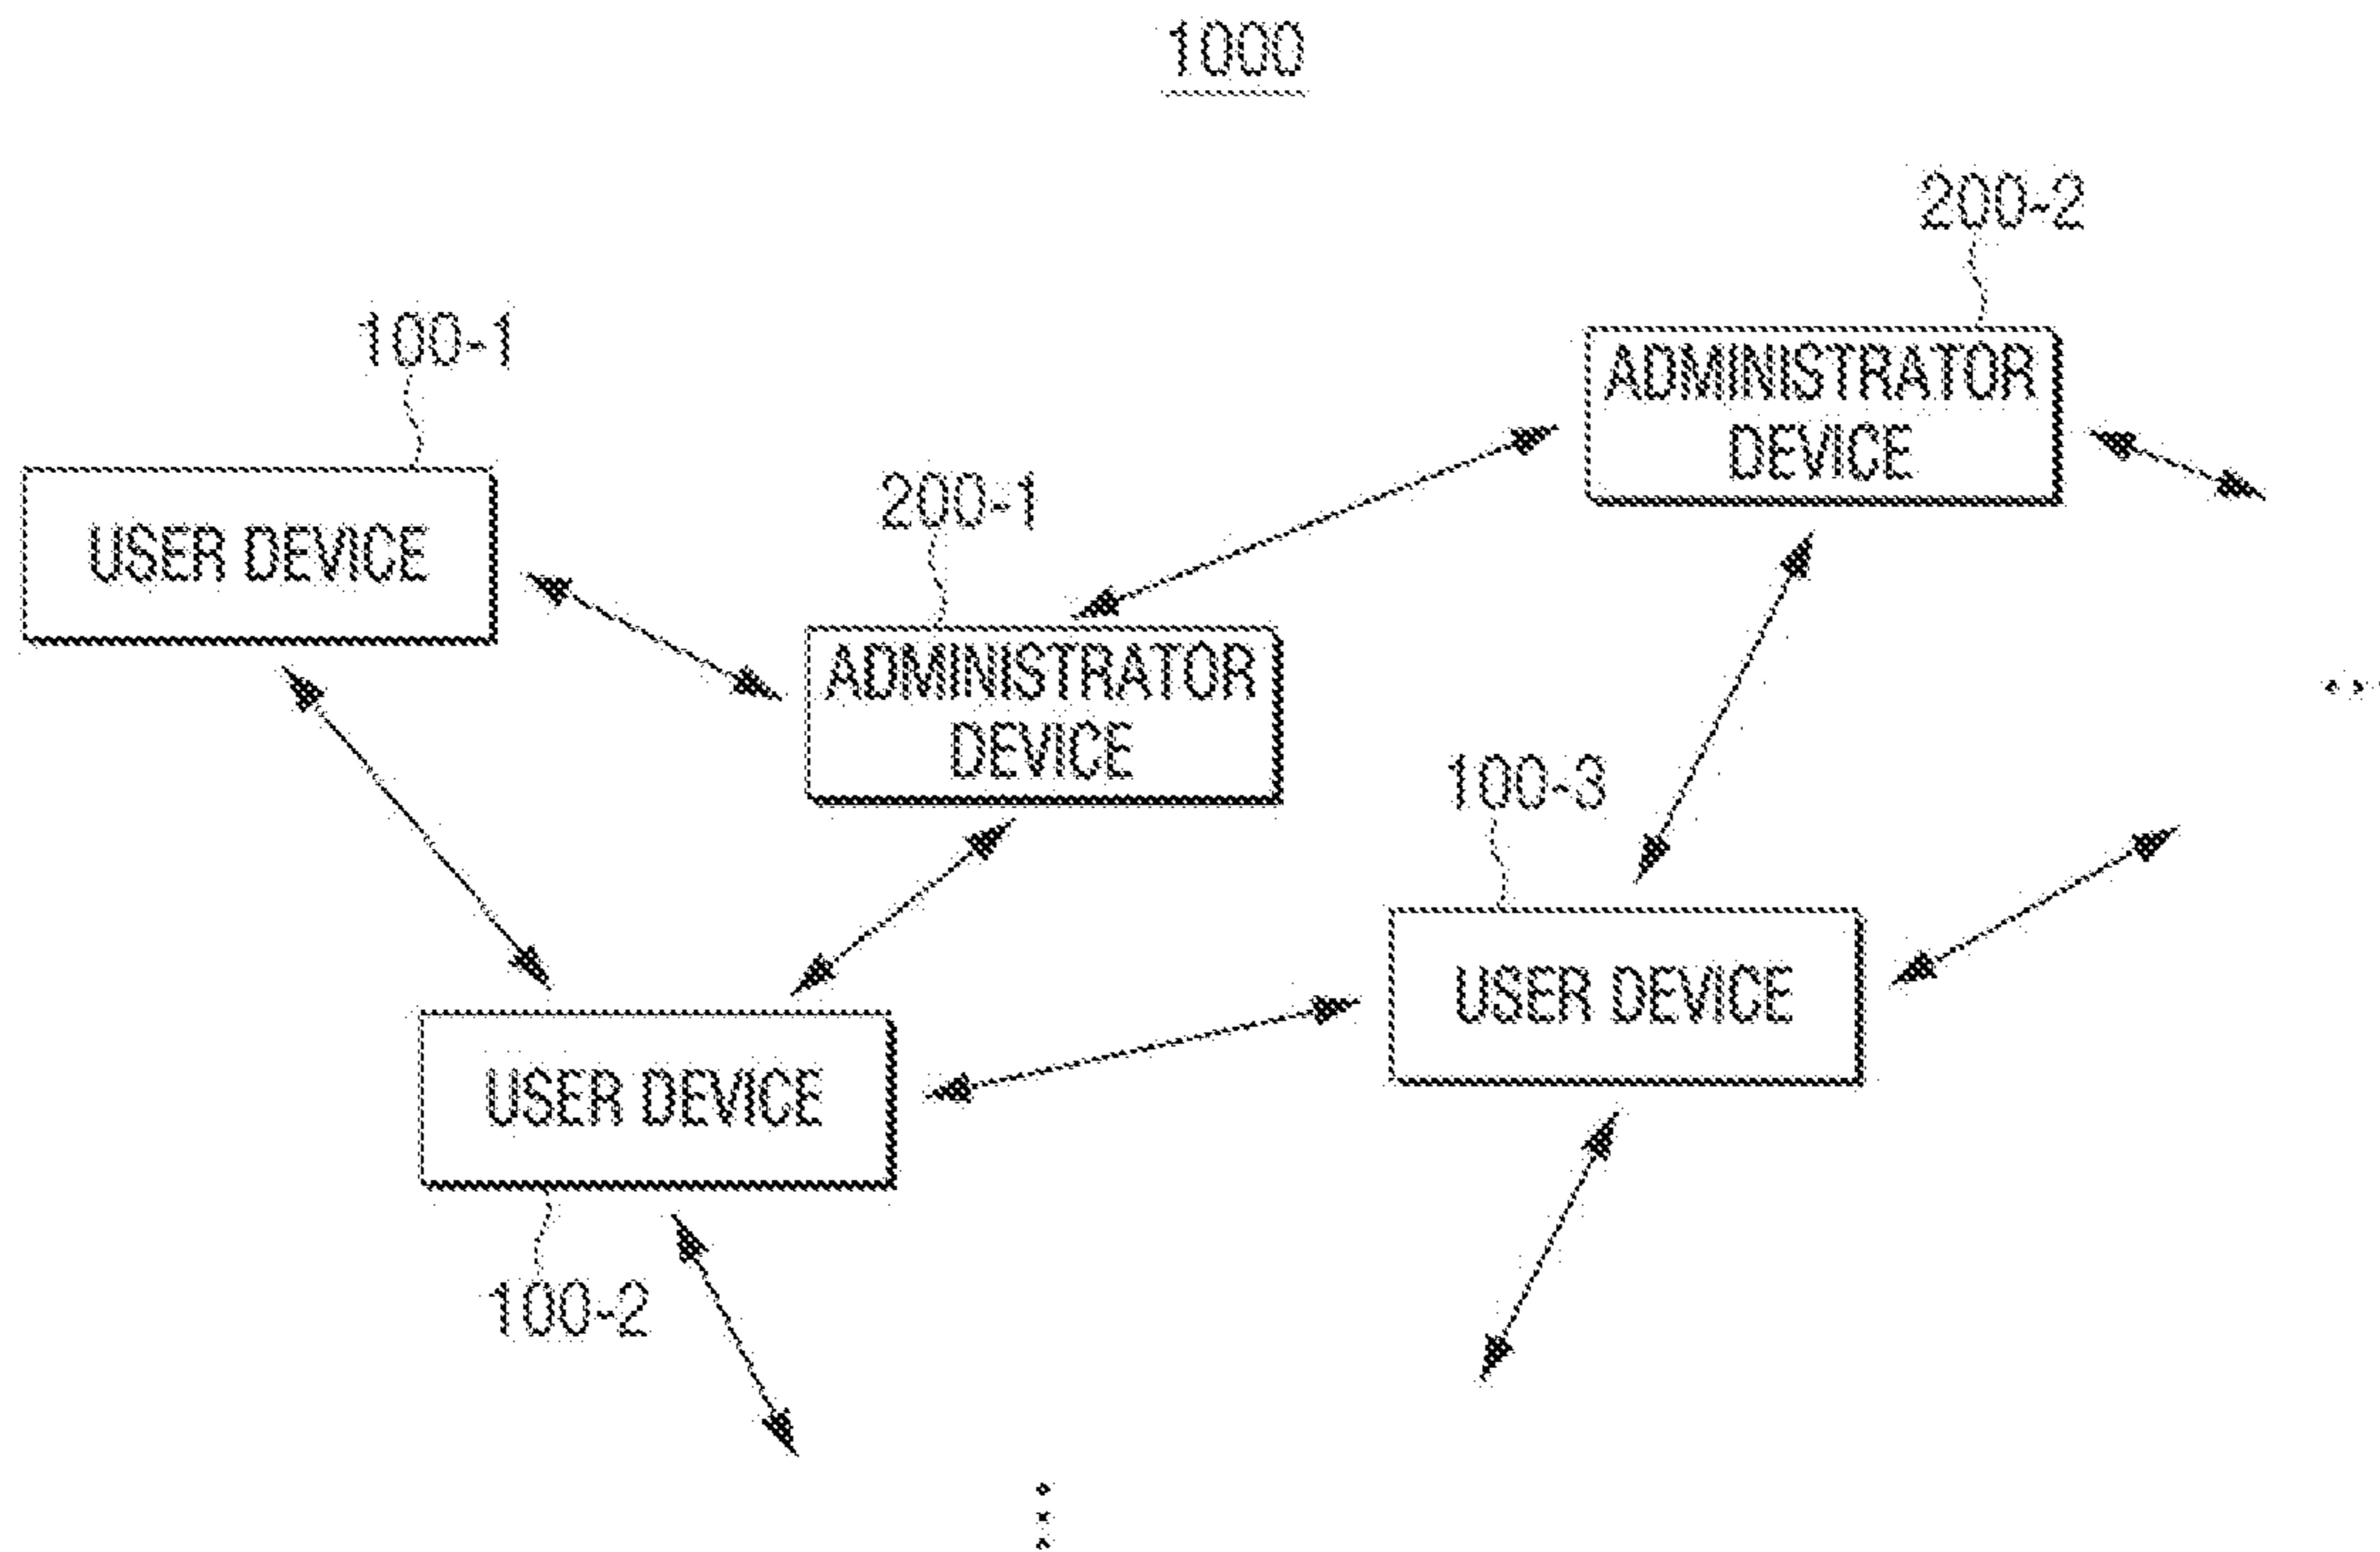 1000
200-2
100-1
ADMINISTRATOR
DEVICE
200-1
USER DEVICE
ADMINISTRATOR
DEVICE
100-3
USER DEVICE
USER DEVICE
100-2